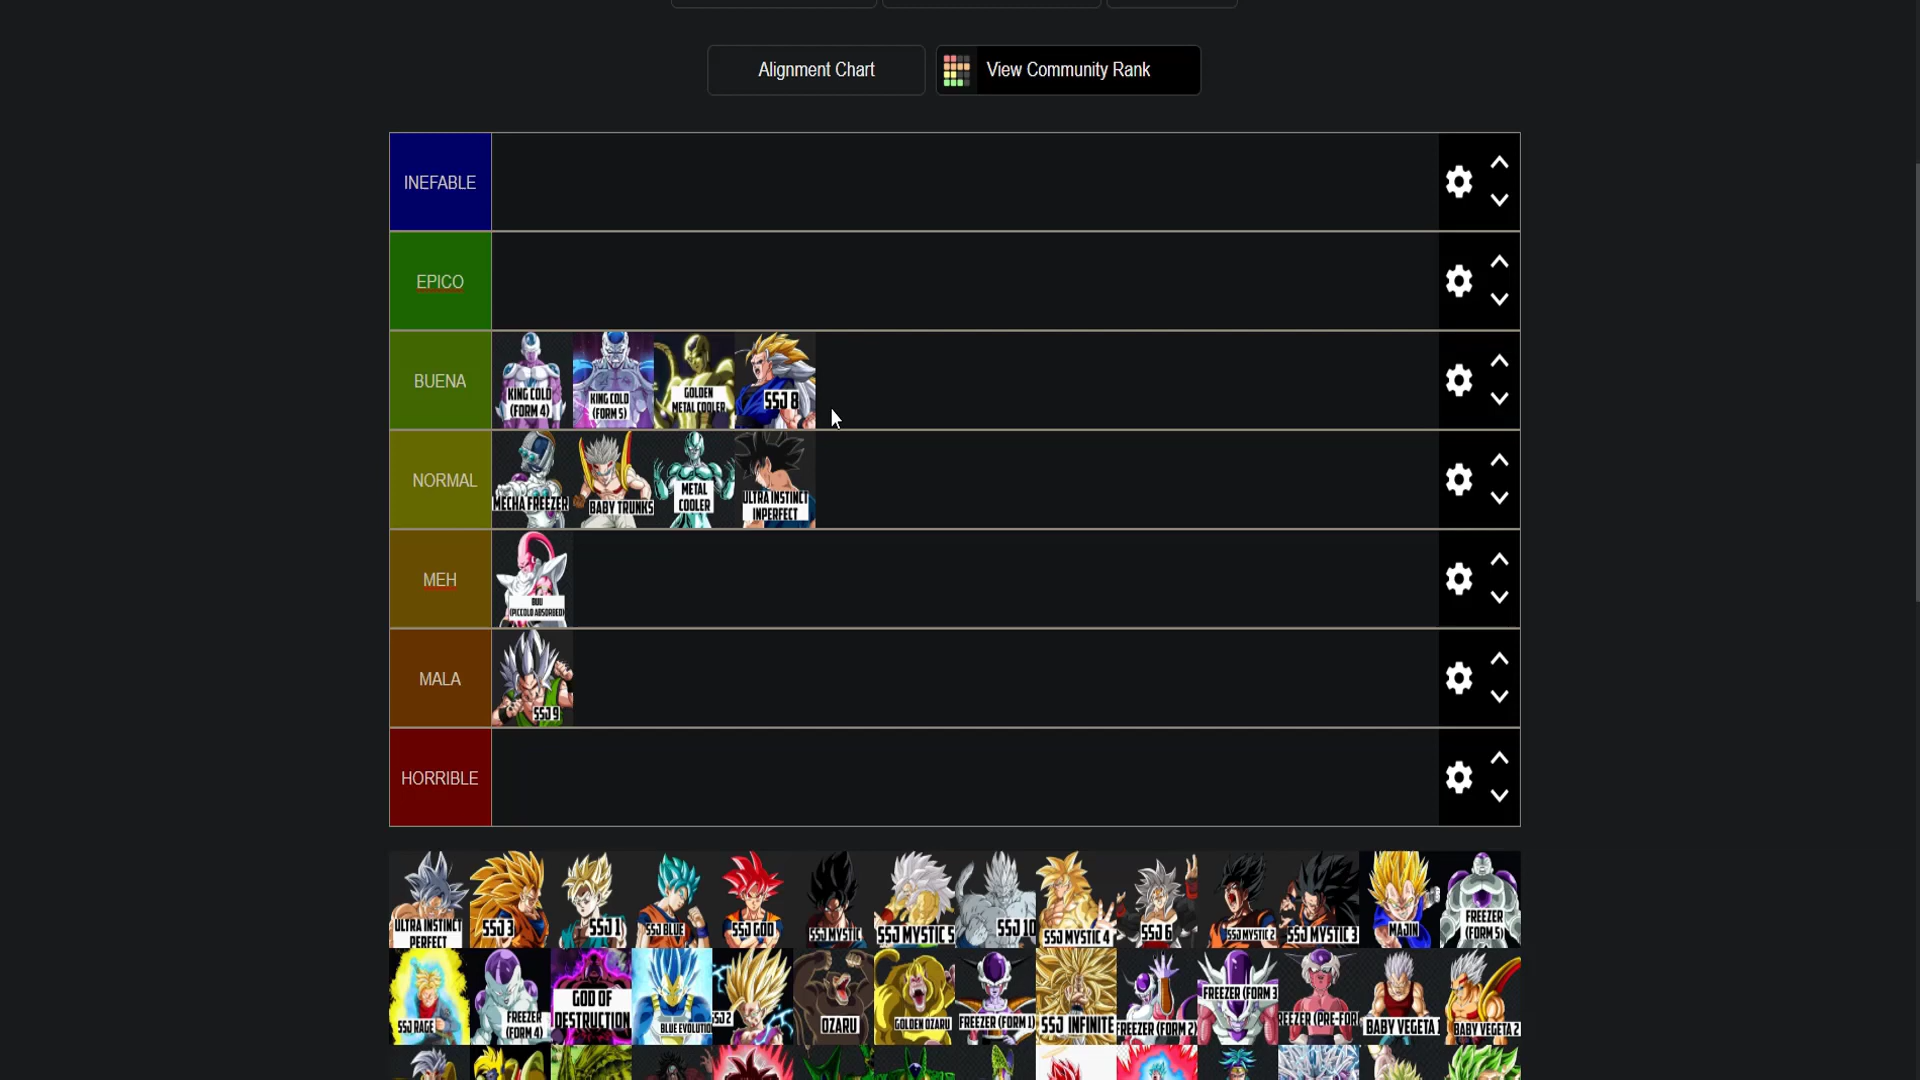 Alignment Chart
View Community Rank
INEFABLE
EPICO
BUENA
KING COLD
(FORM 4)
KING COLD
(FORM 5)
GOLDEN
METAL COOLER
SSJ 8
NORMAL
MECHA FREEZER
BABY TRUNKS
METAL
COOLER
ULTRA INSTINCT
INPERFECT
MEH
BUU
(PICCOLO ABSORBED)
MALA
SSJ 9
HORRIBLE
ULTRA INSTINCT
PERFECT
SSJ 3
SSJ 1
SSJ BLUE
SSJ GOD
SSJ MYSTIC
SSJ MYSTIC 5
SSJ 10
SSJ MYSTIC 4
SSJ 6
SSJ MYSTIC 2
SSJ MYSTIC 3
MAJIN
FREEZER
(FORM 5)
SSJ RAGE
FREEZER
(FORM 4)
GOD OF
DESTRUCTION
BLUE EVOLUTIO
SSJ 2
OZARU
GOLDEN OZARU
FREEZER (FORM 1)
SSJ INFINITE
FREEZER (FORM 2)
FREEZER (FORM 3
REEZER (PRE-FOR
BABY VEGETA
BABY VEGETA 2